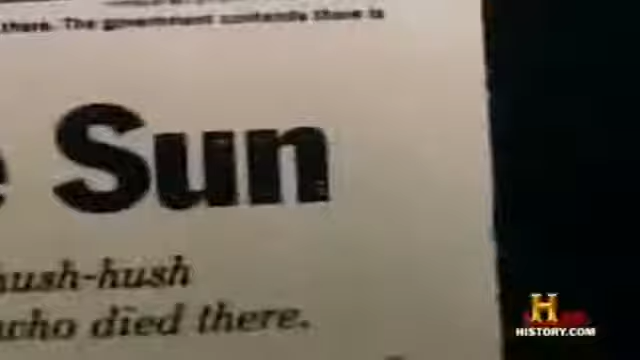 there. The government contends there is
e Sun
hush-hush
who died there.
H
HISTORY.COM